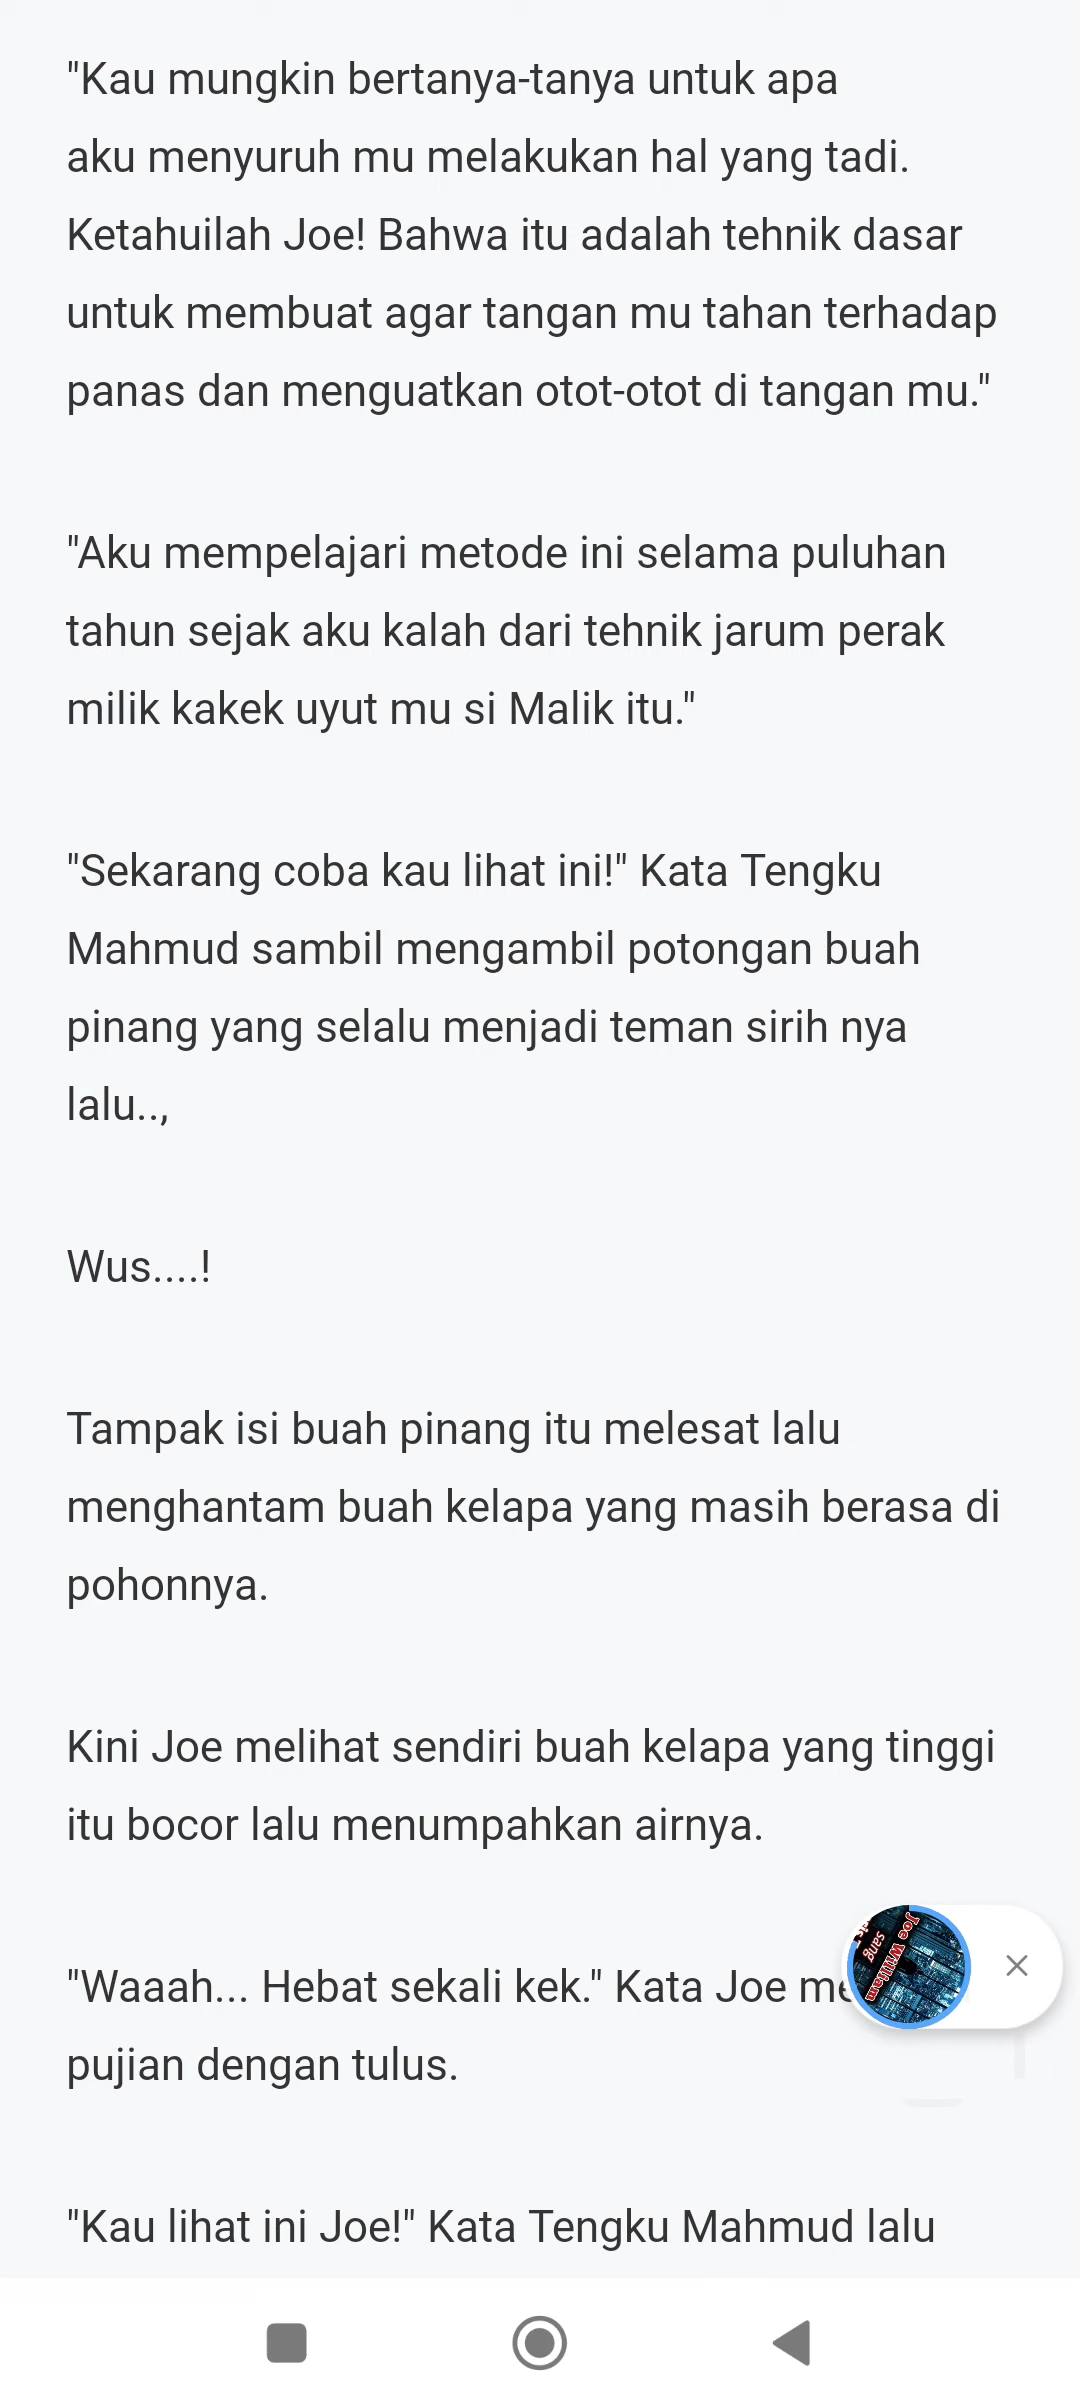 "Kau mungkin bertanya-tanya untuk apa
aku menyuruh mu melakukan hal yang tadi.
Ketahuilah Joe! Bahwa itu adalah tehnik dasar
untuk membuat agar tangan mu tahan terhadap
panas dan menguatkan otot-otot di tangan mu."
"Aku mempelajari metode ini selama puluhan
tahun sejak aku kalah dari tehnik jarum perak
milik kakek uyut mu si Malik itu."
"Sekarang coba kau lihat ini!" Kata Tengku
Mahmud sambil mengambil potongan buah
pinang yang selalu menjadi teman sirih nya
lalu..,
Wus....!
Tampak isi buah pinang itu melesat lalu
menghantam buah kelapa yang masih berasa di
pohonnya.
Kini Joe melihat sendiri buah kelapa yang tinggi
itu bocor lalu menumpahkan airnya.
"Waaah... Hebat sekali kek." Kata Joe
sang
Joe William
pujian dengan tulus.
"Kau lihat ini Joe!" Kata Tengku Mahmud lalu